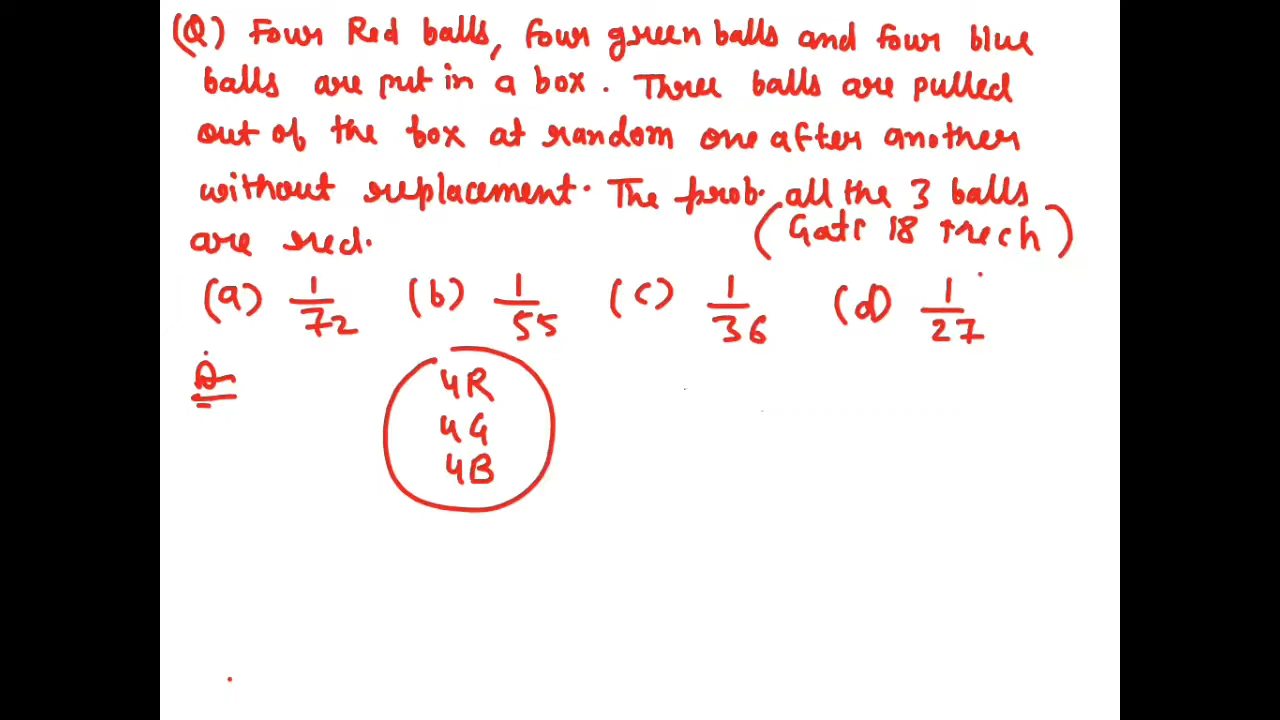 (Q) Four Red balls, four green balls and four blue
balls are put in a box. Three balls are pulled
out of the box at random one after another
without replacement. The prob. all the 3 balls
are red. (Gate 18 Mech)
(a) 1/72 (b) 1/55 (c) 1/36 (d) 1/27
4R
4G
4B